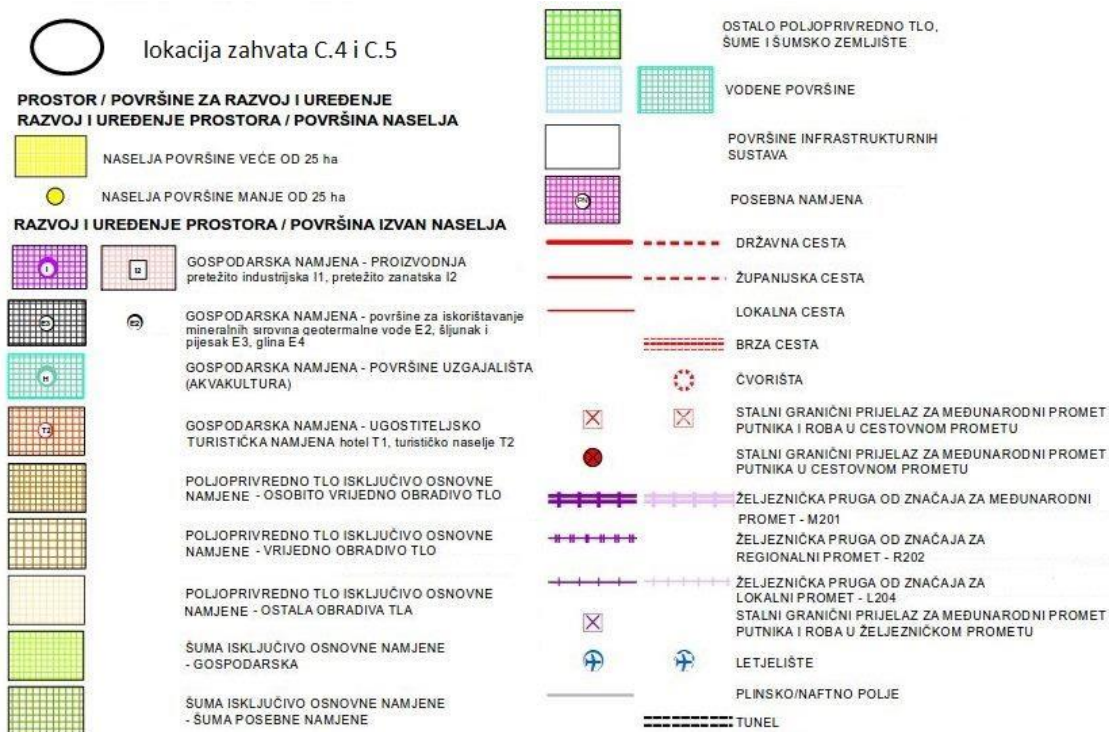 lokacija zahvata C.4 i C.5
PROSTOR / POVRŠINE ZA RAZVOJ I UREĐENJE
RAZVOJ I UREĐENJE PROSTORA / POVRŠINA NASELJA
NASELJA POVRŠINE VEĆE OD 25 ha
NASELJA POVRŠINE MANJE OD 25 ha
RAZVOJ I UREĐENJE PROSTORA / POVRŠINA IZVAN NASELJA
I
I2
GOSPODARSKA NAMJENA - PROIZVODNJA
pretežito industrijska I1, pretežito zanatska I2
E3
E2
GOSPODARSKA NAMJENA - površine za iskorištavanje
mineralnih sirovina geotermalne vode E2, šljunak i
pijesak E3, glina E4
H
GOSPODARSKA NAMJENA - POVRŠINE UZGAJALIŠTA
(AKVAKULTURA)
T2
GOSPODARSKA NAMJENA - UGOSTITELJSKO
TURISTIČKA NAMJENA hotel T1, turističko naselje T2
POLJOPRIVREDNO TLO ISKLJUČIVO OSNOVNE
NAMJENE - OSOBITO VRIJEDNO OBRADIVO TLO
POLJOPRIVREDNO TLO ISKLJUČIVO OSNOVNE
NAMJENE - VRIJEDNO OBRADIVO TLO
POLJOPRIVREDNO TLO ISKLJUČIVO OSNOVNE
NAMJENE - OSTALA OBRADIVA TLA
ŠUMA ISKLJUČIVO OSNOVNE NAMJENE
- GOSPODARSKA
ŠUMA ISKLJUČIVO OSNOVNE NAMJENE
- ŠUMA POSEBNE NAMJENE
OSTALO POLJOPRIVREDNO TLO,
ŠUME I ŠUMSKO ZEMLJIŠTE
VODENE POVRŠINE
POVRŠINE INFRASTRUKTURNIH
SUSTAVA
PN
POSEBNA NAMJENA
DRŽAVNA CESTA
ŽUPANIJSKA CESTA
LOKALNA CESTA
BRZA CESTA
ČVORIŠTA
STALNI GRANIČNI PRIJELAZ ZA MEĐUNARODNI PROMET
PUTNIKA I ROBA U CESTOVNOM PROMETU
STALNI GRANIČNI PRIJELAZ ZA MEĐUNARODNI PROMET
PUTNIKA U CESTOVNOM PROMETU
ŽELJEZNIČKA PRUGA OD ZNAČAJA ZA MEĐUNARODNI
PROMET - M201
ŽELJEZNIČKA PRUGA OD ZNAČAJA ZA
REGIONALNI PROMET - R202
ŽELJEZNIČKA PRUGA OD ZNAČAJA ZA
LOKALNI PROMET - L204
STALNI GRANIČNI PRIJELAZ ZA MEĐUNARODNI PROMET
PUTNIKA I ROBA U ŽELJEZNIČKOM PROMETU
LETJELIŠTE
PLINSKO/NAFTNO POLJE
TUNEL